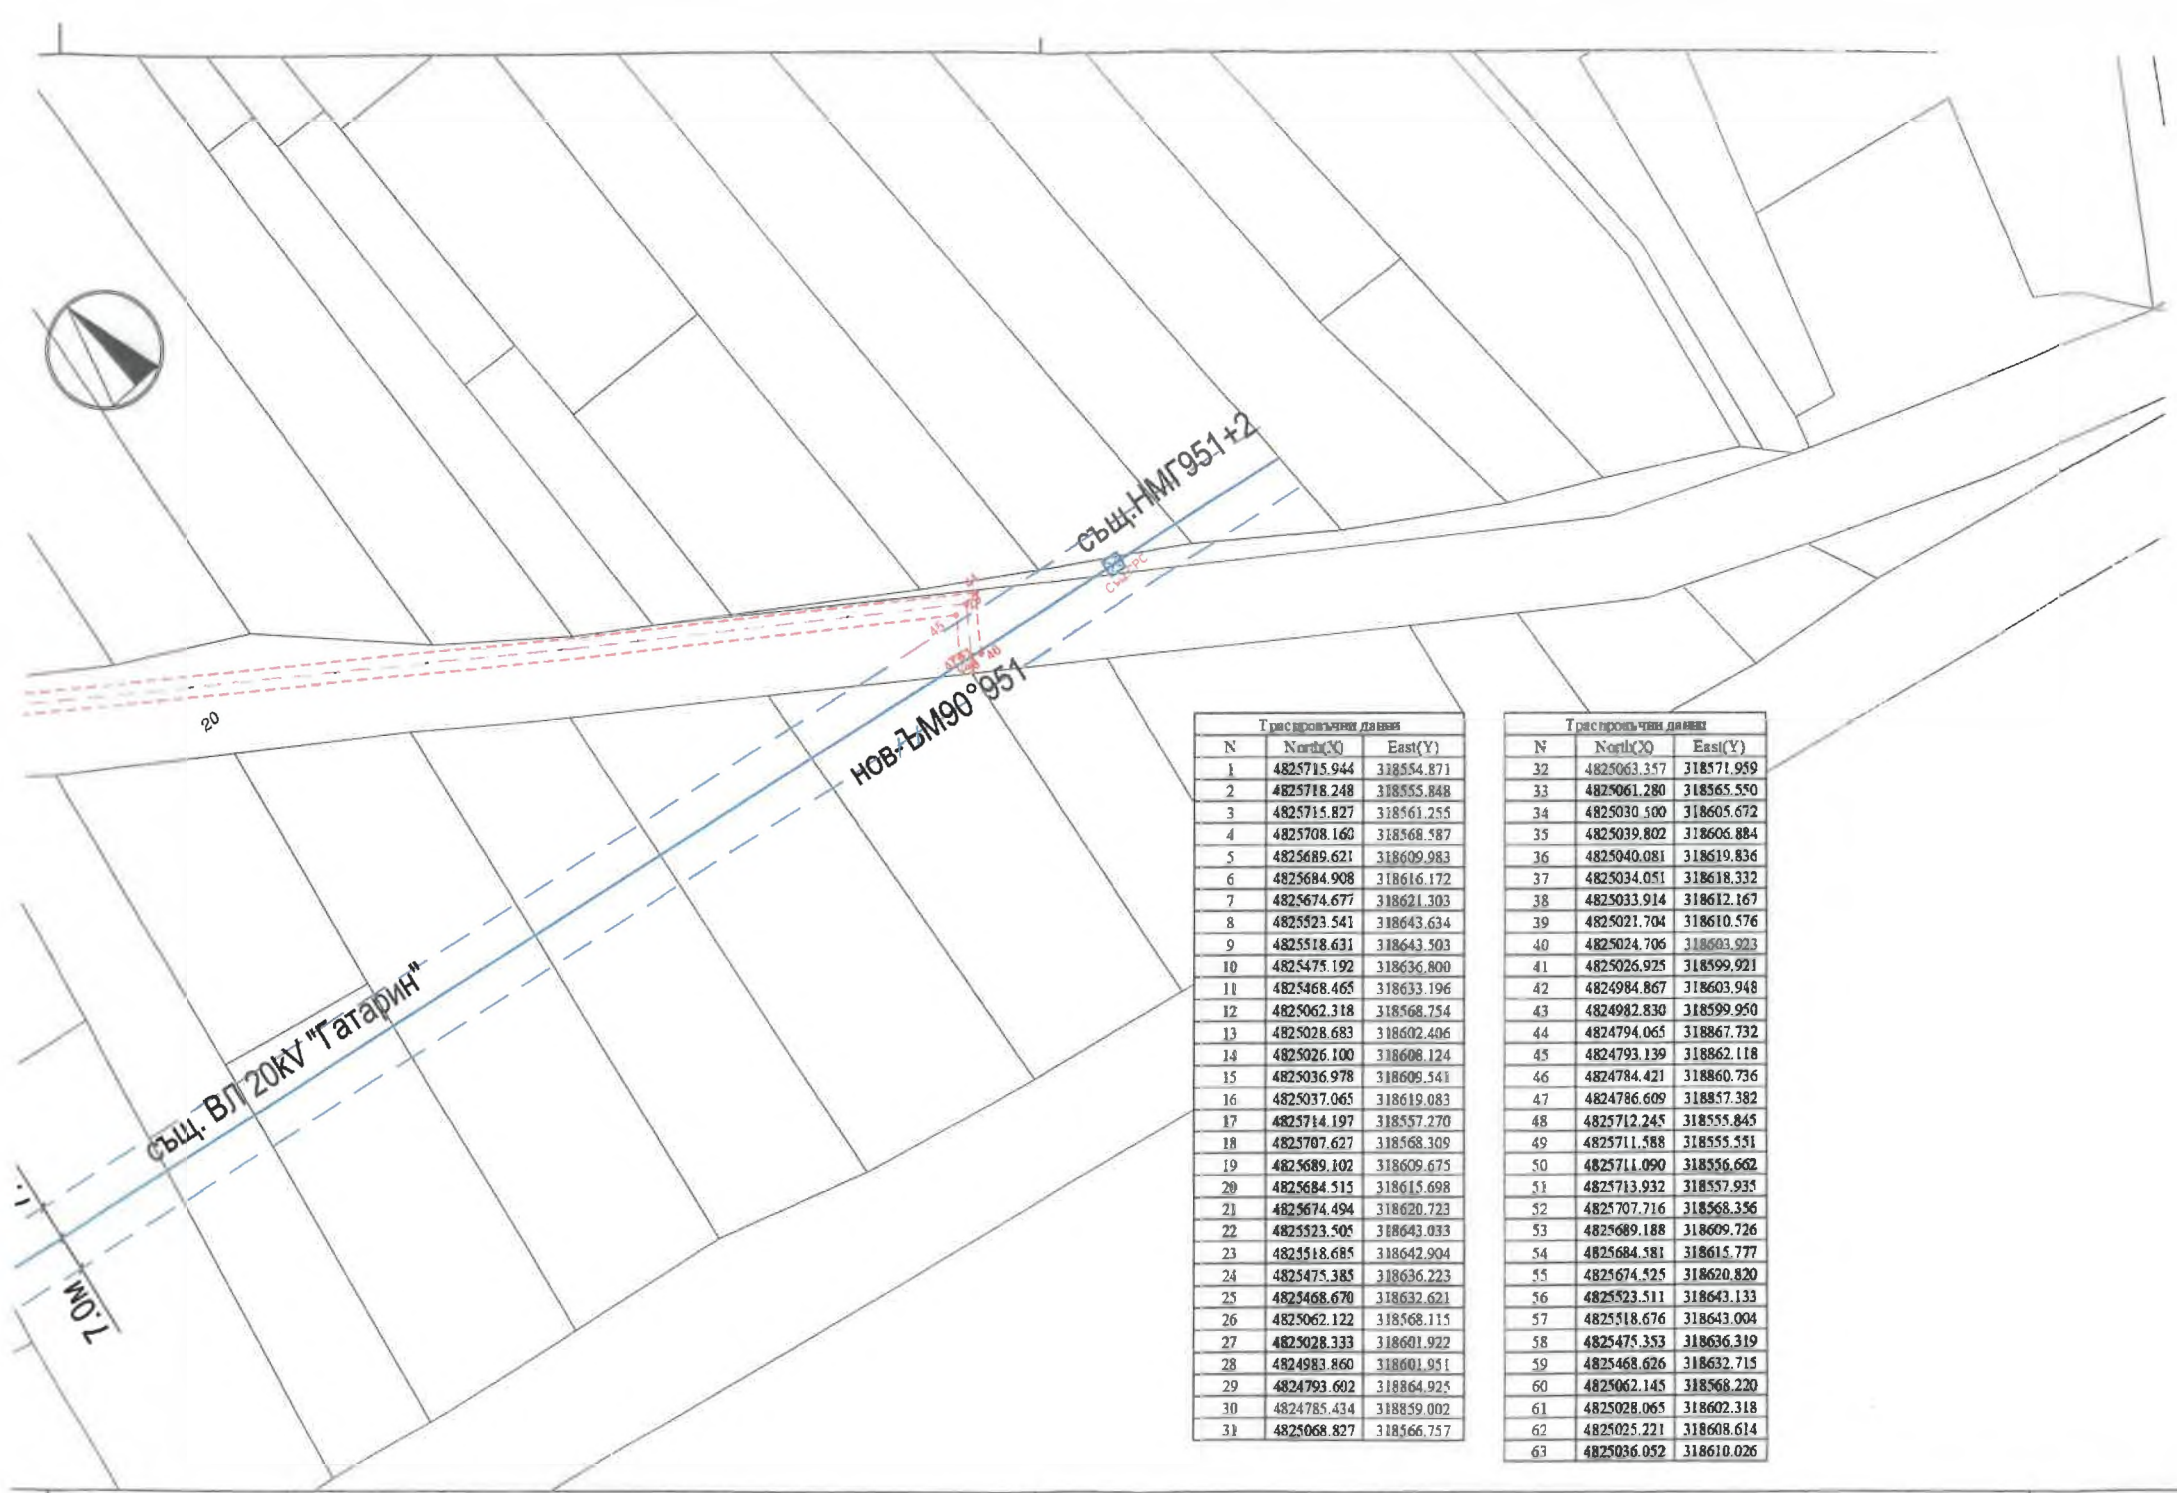 същ.НМГ951+2
Същ.РС
44
45
46
нов-ЪМ90°951
20
същ. ВЛ 20kV "Татарин"
7.0м
Трасировъчни данни
N North(X) East(Y)
1 4825715.944 318554.871
2 4825718.248 318555.848
3 4825715.827 318561.255
4 4825708.160 318568.587
5 4825689.621 318609.983
6 4825684.908 318616.172
7 4825674.677 318621.303
8 4825523.541 318643.634
9 4825518.631 318643.503
10 4825475.192 318636.800
11 4825468.465 318633.196
12 4825062.318 318568.754
13 4825028.683 318602.406
14 4825026.100 318608.124
15 4825036.978 318609.541
16 4825037.065 318619.083
17 4825714.197 318557.270
18 4825707.627 318568.309
19 4825689.102 318609.675
20 4825684.515 318615.698
21 4825674.494 318620.723
22 4825523.505 318643.033
23 4825518.685 318642.904
24 4825475.385 318636.223
25 4825468.670 318632.621
26 4825062.122 318568.115
27 4825028.333 318601.922
28 4824983.860 318601.951
29 4824793.602 318864.925
30 4824785.434 318859.002
31 4825068.827 318566.757
Трасировъчни данни
N North(X) East(Y)
32 4825063.357 318571.959
33 4825061.280 318565.550
34 4825030.500 318605.672
35 4825039.802 318606.884
36 4825040.081 318619.836
37 4825034.051 318618.332
38 4825033.914 318612.167
39 4825021.704 318610.576
40 4825024.706 318603.923
41 4825026.925 318599.921
42 4824984.867 318603.948
43 4824982.830 318599.950
44 4824794.065 318867.732
45 4824793.139 318862.118
46 4824784.421 318860.736
47 4824786.609 318857.382
48 4825712.245 318555.845
49 4825711.588 318555.551
50 4825711.090 318556.662
51 4825713.932 318557.935
52 4825707.716 318568.356
53 4825689.188 318609.726
54 4825684.581 318615.777
55 4825674.525 318620.820
56 4825523.511 318643.133
57 4825518.676 318643.004
58 4825475.353 318636.319
59 4825468.626 318632.715
60 4825062.145 318568.220
61 4825028.065 318602.318
62 4825025.221 318608.614
63 4825036.052 318610.026